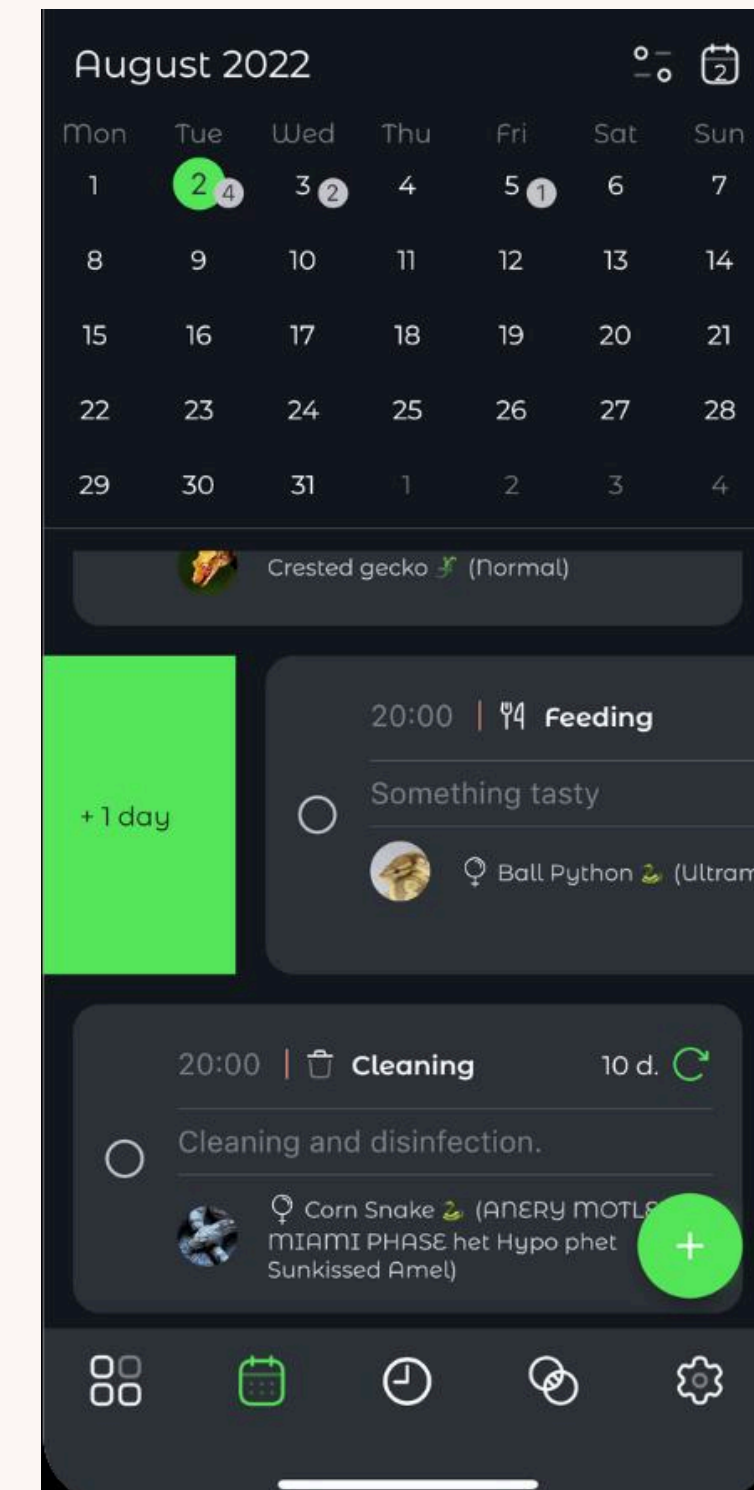 August 2022
2
Mon Tue Wed Thu Fri Sat Sun
1 2 4 3 2 4 5 1 6 7
8 9 10 11 12 13 14
15 16 17 18 19 20 21
22 23 24 25 26 27 28
29 30 31 1 2 3 4
Crested gecko 🦎 (Normal)
+ 1 day
20:00 | Feeding
Something tasty
♀ Ball Python 🐍 (Ultram
20:00 | Cleaning 10 d.
Cleaning and disinfection.
♀ Corn Snake 🐍 (ANERY MOTLE
MIAMI PHASE het Hypo phet
Sunkissed Amel)
+